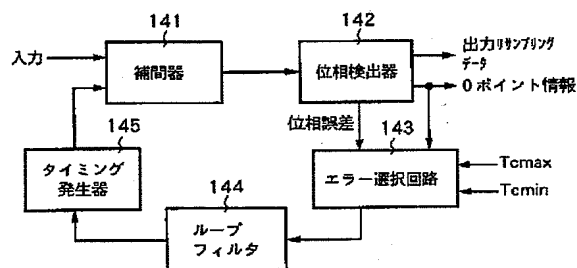 141
142
入力
補間器
位相検出器
出力リサンプリング
データ
0ポイント情報
位相誤差
143
145
タイミング
発生器
エラー選択回路
Tcmax
Tcmin
144
ループ
フィルタ